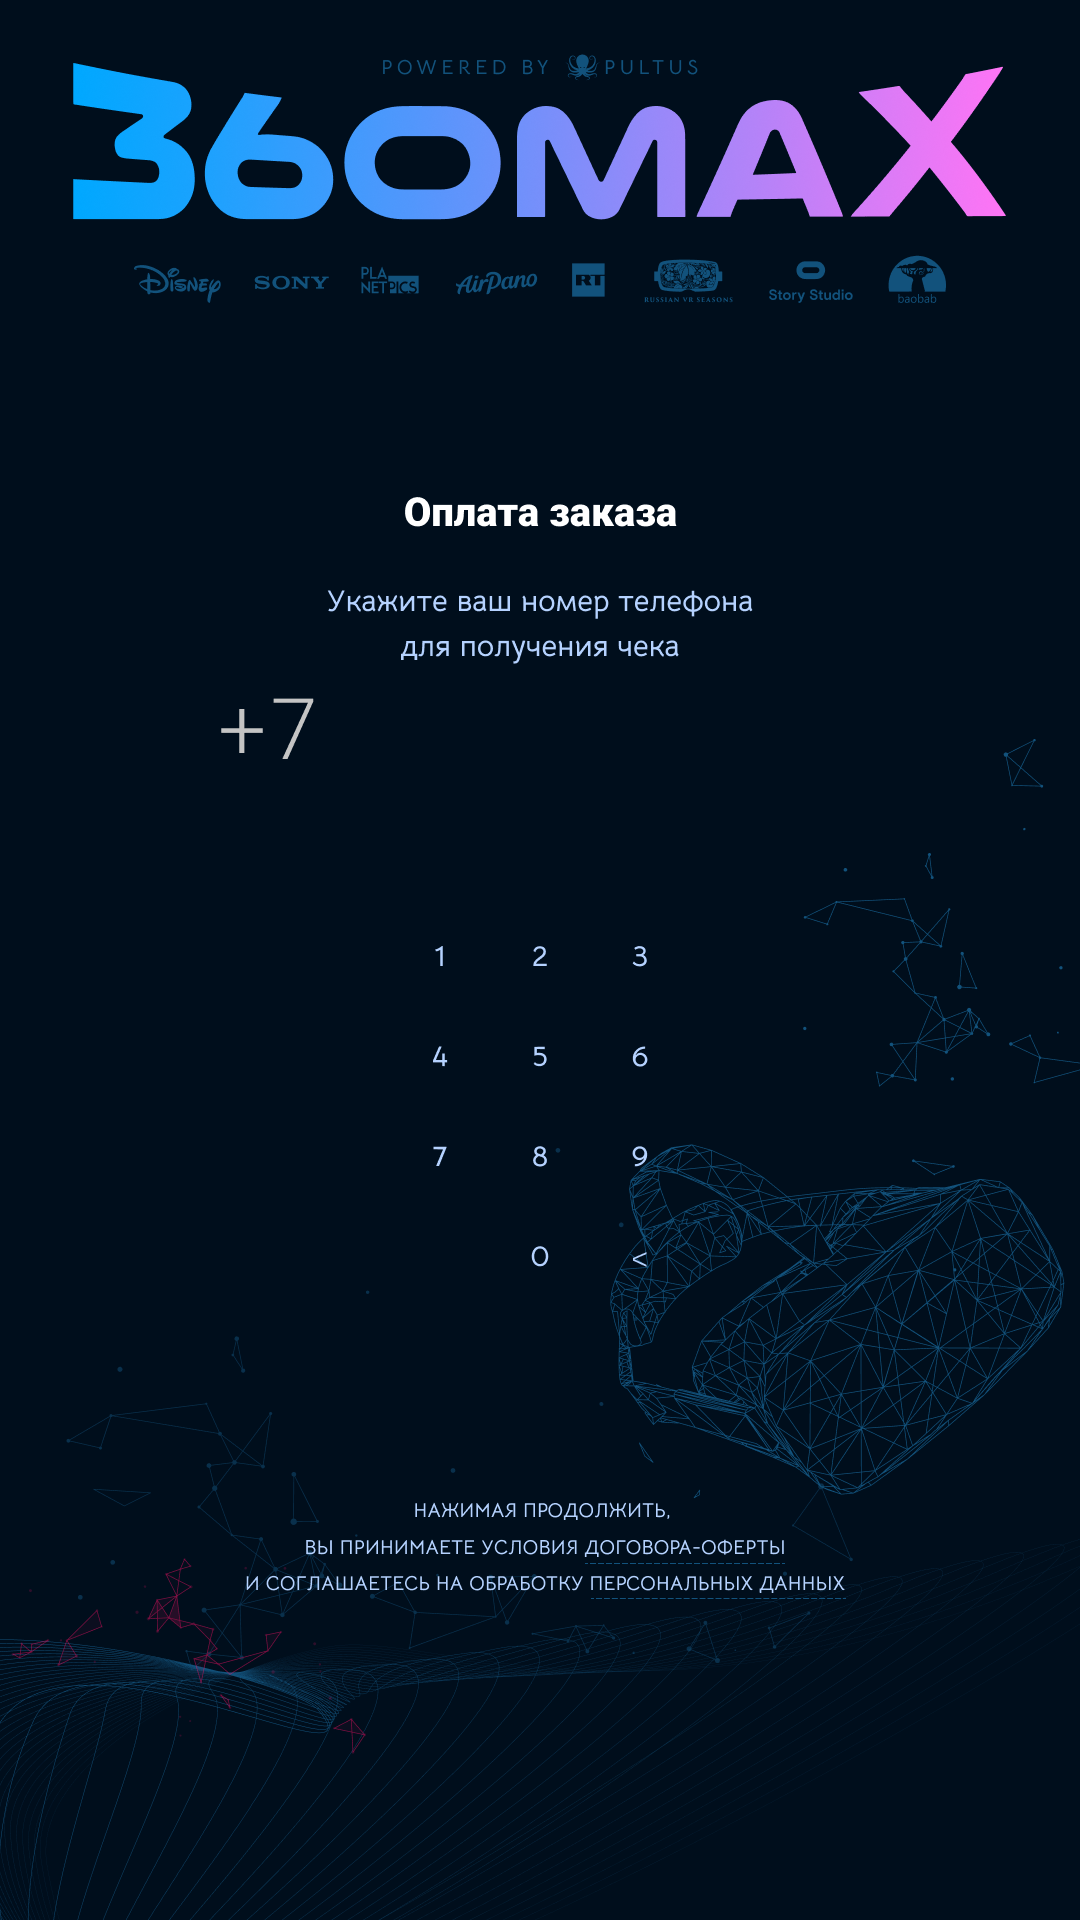 POWERED BY PULTUS
360MAX
Disney SONY PLANETPICS AirPano RT RUSSIAN VR SEASONS Story Studio baobab
Оплата заказа
Укажите ваш номер телефона
для получения чека
+7
1 2 3
4 5 6
7 8 9
0 <
НАЖИМАЯ ПРОДОЛЖИТЬ,
ВЫ ПРИНИМАЕТЕ УСЛОВИЯ ДОГОВОРА-ОФЕРТЫ
И СОГЛАШАЕТЕСЬ НА ОБРАБОТКУ ПЕРСОНАЛЬНЫХ ДАННЫХ